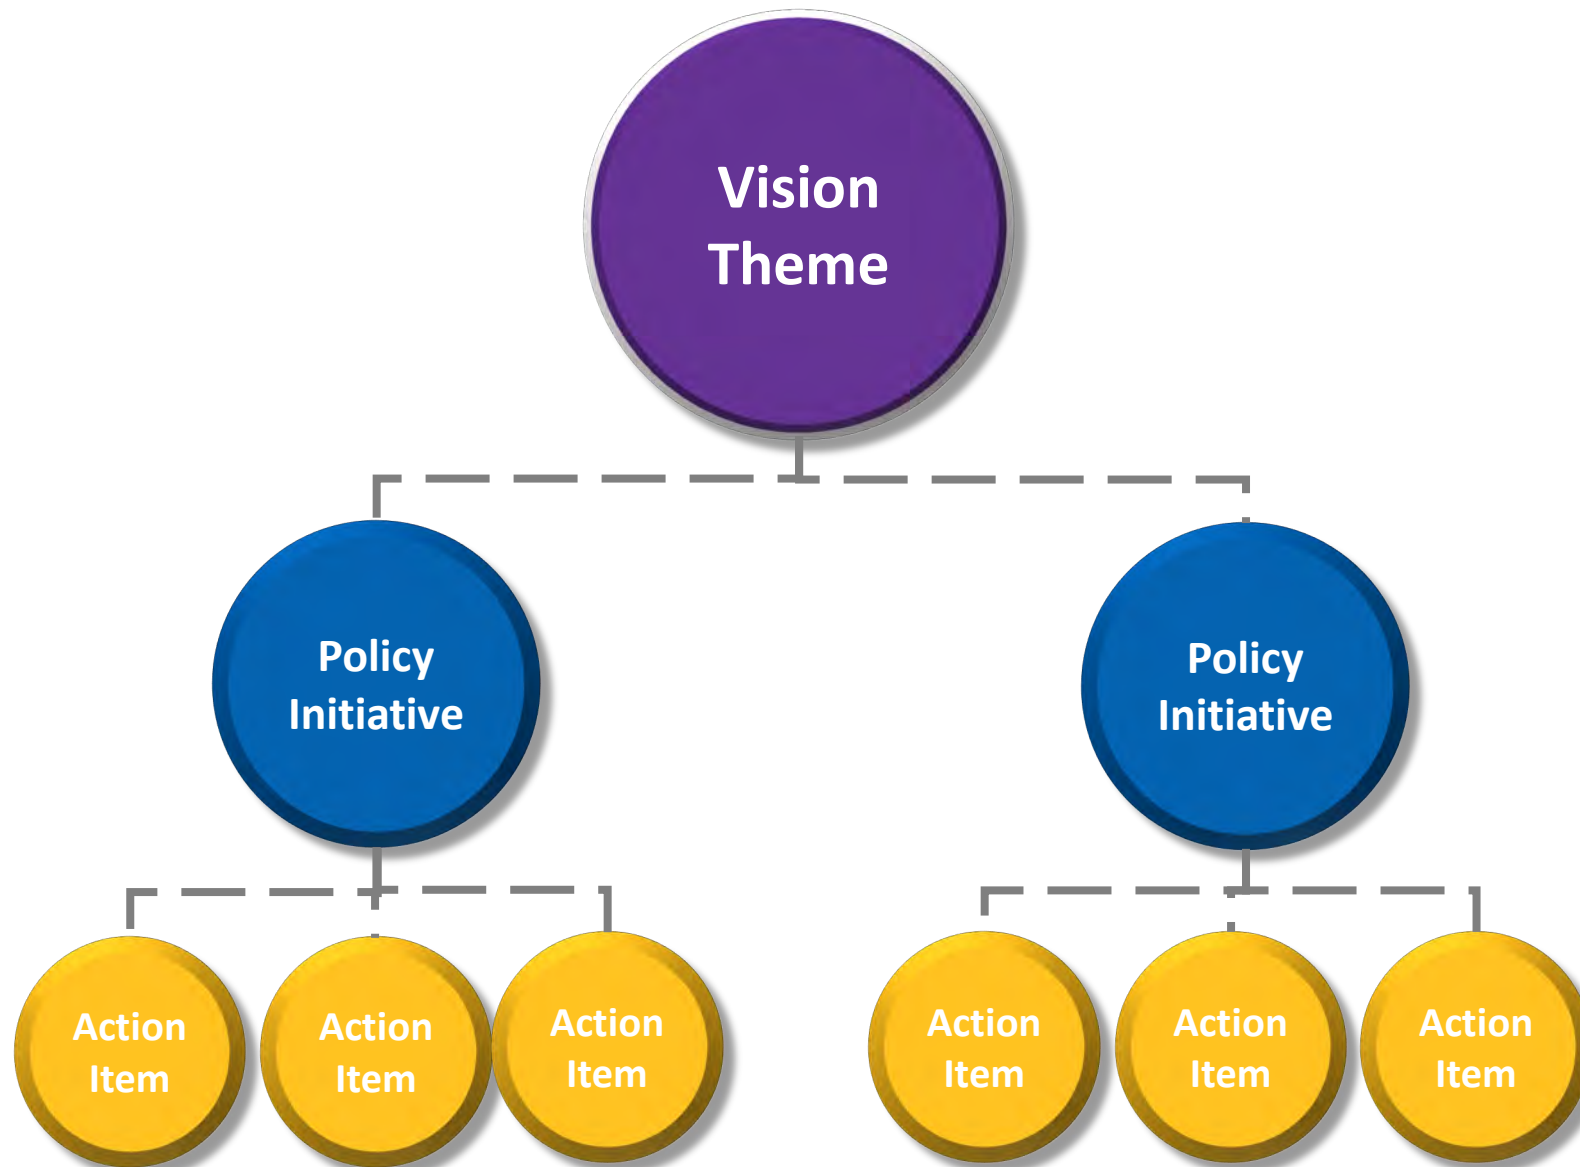 Vision
Theme
Policy
Initiative
Policy
Initiative
Action
Item
Action
Item
Action
Item
Action
Item
Action
Item
Action
Item